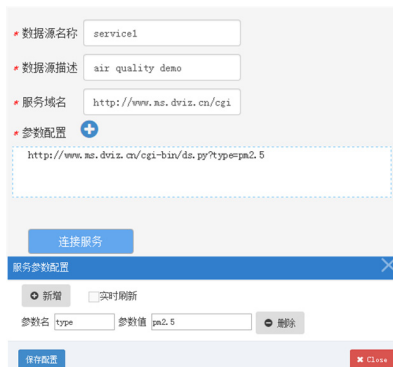 * 数据源名称 service1
* 数据源描述 air quality demo
* 服务域名 http://www.ms.dviz.cn/cgi
* 参数配置
http://www.ms.dviz.cn/cgi-bin/ds.py?type=pm2.5
连接服务
服务参数配置
新增 实时刷新
参数名 type 参数值 pm2.5 删除
保存配置 Close